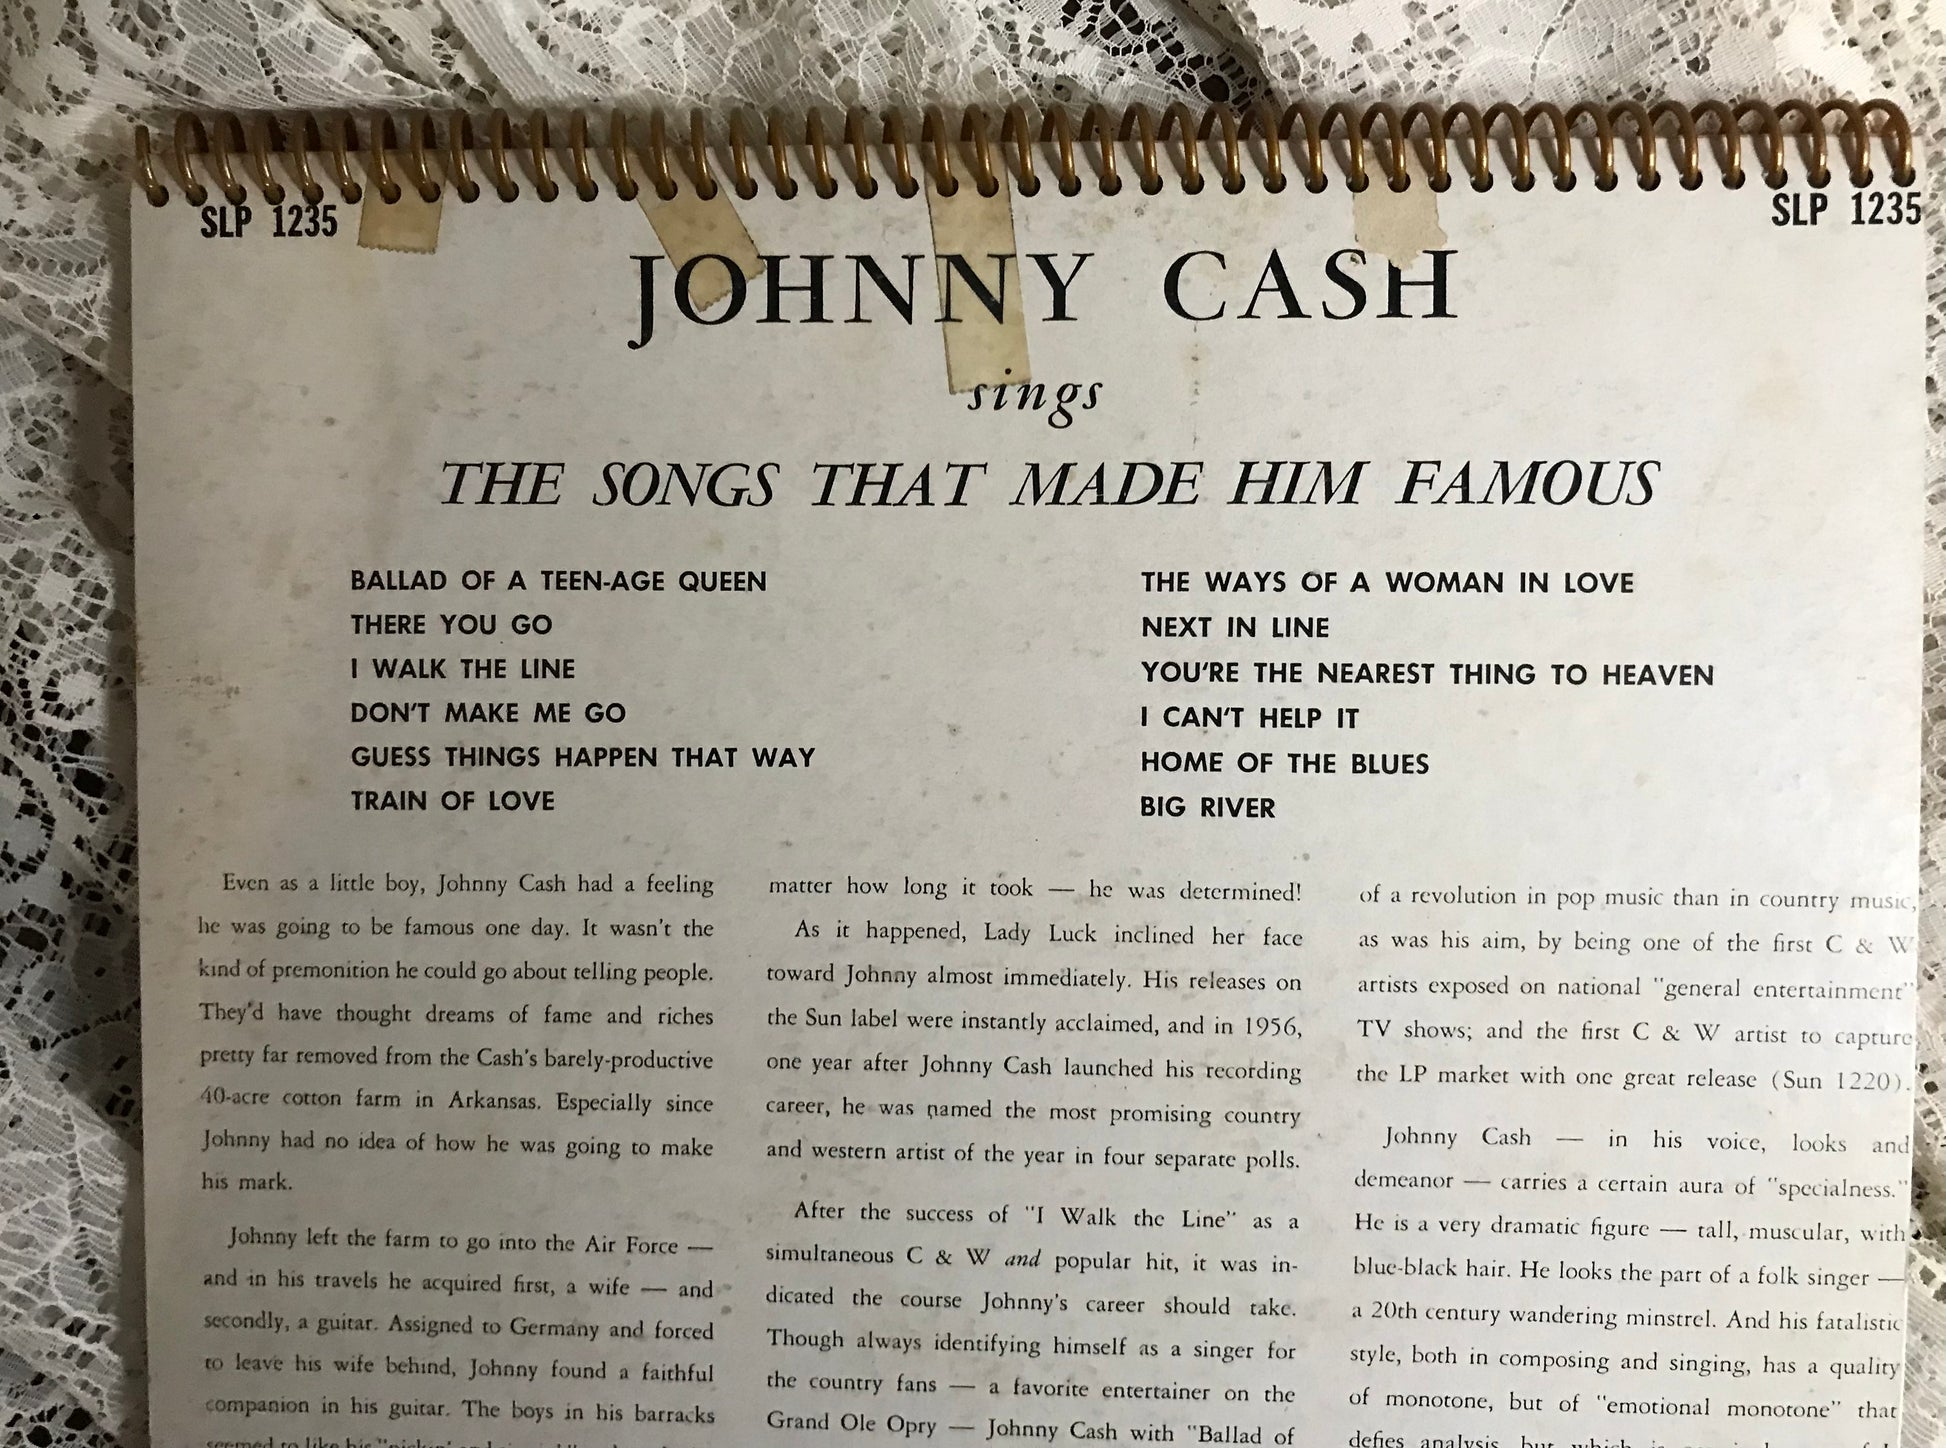 SLP 1235
SLP 1235
JOHNNY CASH
sings
THE SONGS THAT MADE HIM FAMOUS
BALLAD OF A TEEN-AGE QUEEN
THERE YOU GO
I WALK THE LINE
DON'T MAKE ME GO
GUESS THINGS HAPPEN THAT WAY
TRAIN OF LOVE
THE WAYS OF A WOMAN IN LOVE
NEXT IN LINE
YOU'RE THE NEAREST THING TO HEAVEN
I CAN'T HELP IT
HOME OF THE BLUES
BIG RIVER
Even as a little boy, Johnny Cash had a feeling
he was going to be famous one day. It wasn't the
kind of premonition he could go about telling people.
They'd have thought dreams of fame and riches
pretty far removed from the Cash's barely-productive
40-acre cotton farm in Arkansas. Especially since
Johnny had no idea of how he was going to make
his mark.
Johnny left the farm to go into the Air Force —
and in his travels he acquired first, a wife — and
secondly, a guitar. Assigned to Germany and forced
to leave his wife behind, Johnny found a faithful
companion in his guitar. The boys in his barracks
seemed to like his
matter how long it took — he was determined!
As it happened, Lady Luck inclined her face
toward Johnny almost immediately. His releases on
the Sun label were instantly acclaimed, and in 1956,
one year after Johnny Cash launched his recording
career, he was named the most promising country
and western artist of the year in four separate polls.
After the success of "I Walk the Line" as a
simultaneous C & W and popular hit, it was in-
dicated the course Johnny's career should take.
Though always identifying himself as a singer for
the country fans — a favorite entertainer on the
Grand Ole Opry — Johnny Cash with "Ballad of
of a revolution in pop music than in country music,
as was his aim, by being one of the first C & W
artists exposed on national "general entertainment"
TV shows; and the first C & W artist to capture
the LP market with one great release (Sun 1220).
Johnny Cash — in his voice, looks and
demeanor — carries a certain aura of "specialness."
He is a very dramatic figure — tall, muscular, with
blue-black hair. He looks the part of a folk singer —
a 20th century wandering minstrel. And his fatalistic
style, both in composing and singing, has a quality
of monotone, but of "emotional monotone" that
defies analysis, but which is